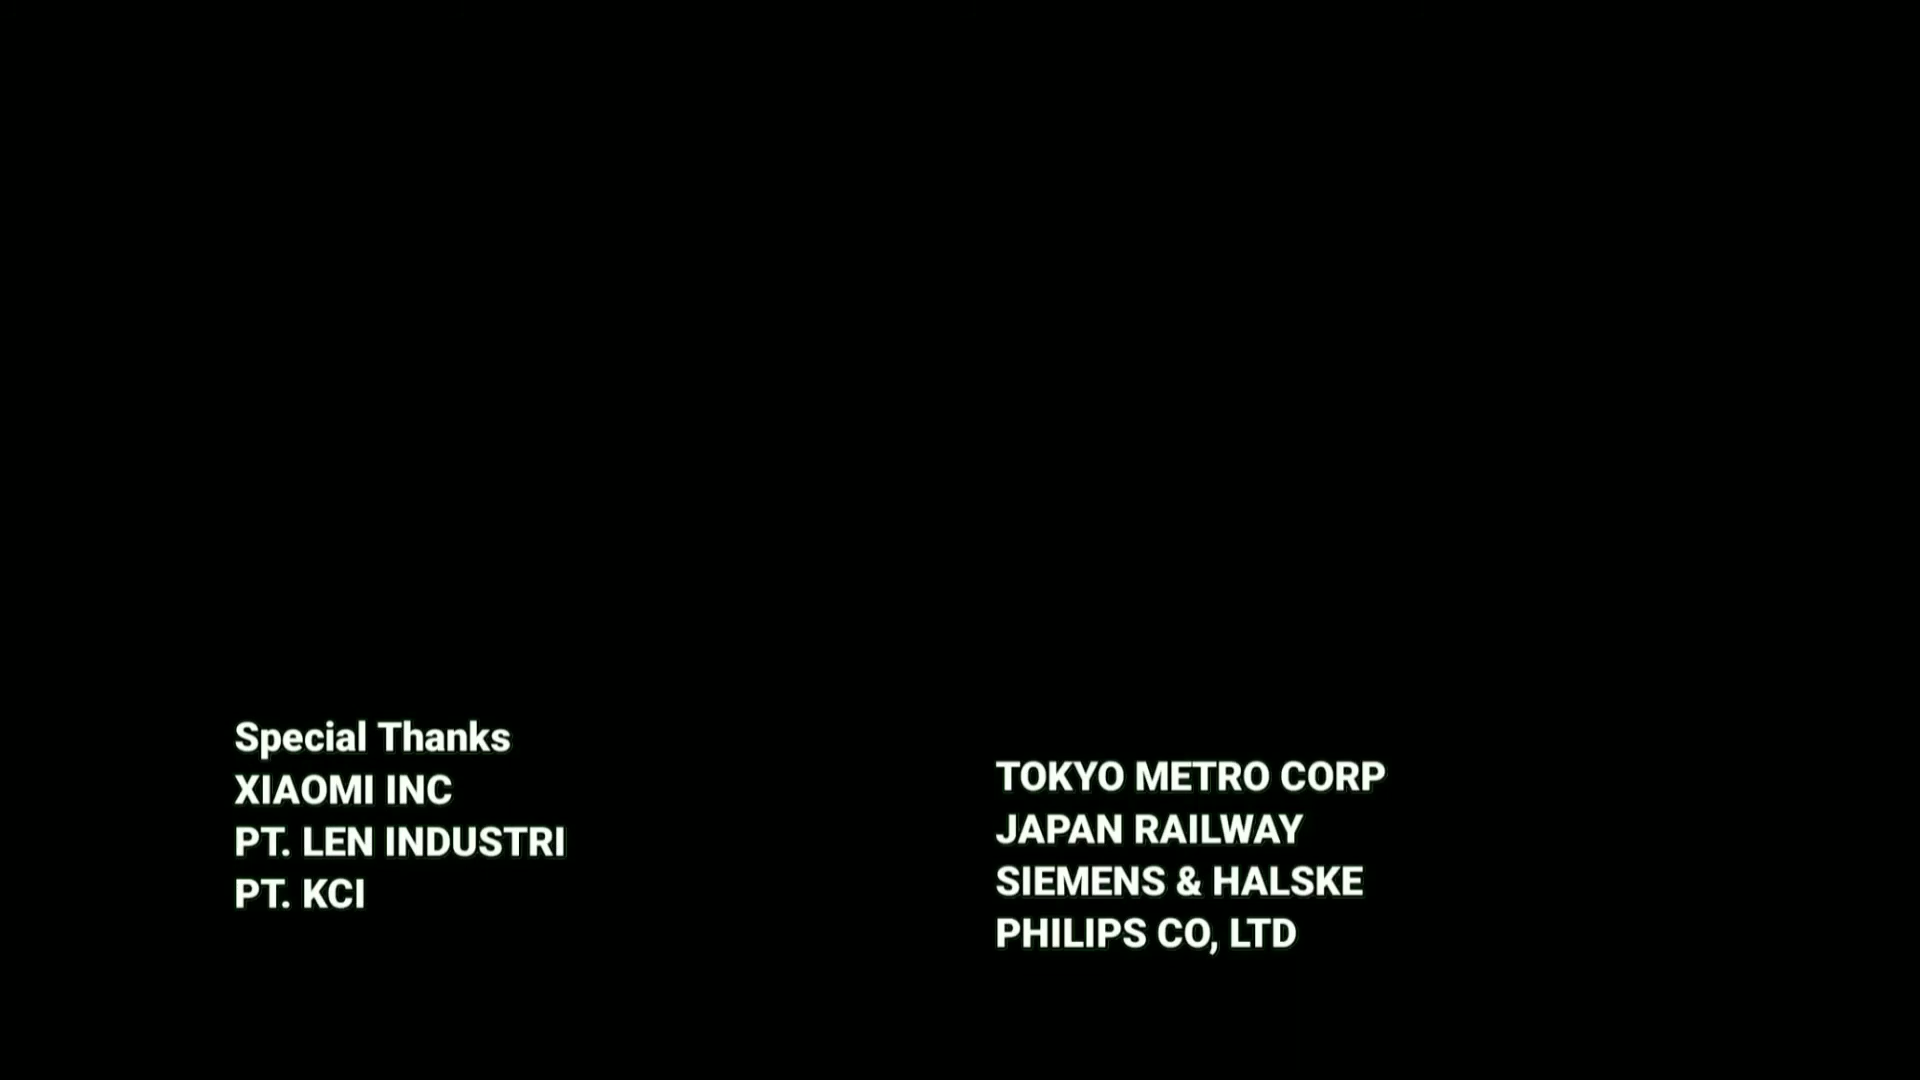 Special Thanks
XIAOMI INC
PT. LEN INDUSTRI
PT. KCI
TOKYO METRO CORP
JAPAN RAILWAY
SIEMENS & HALSKE
PHILIPS CO, LTD